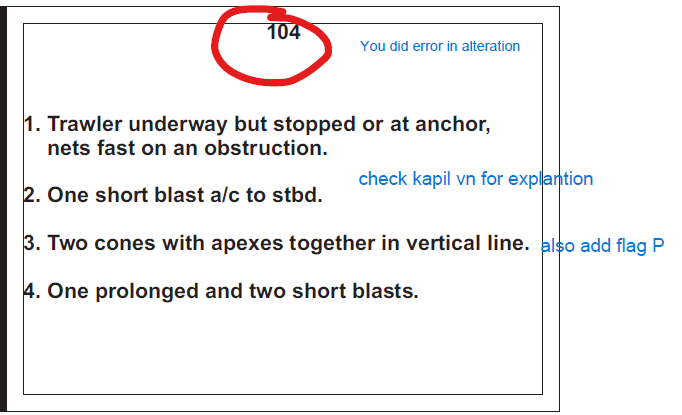 104
You did error in alteration
1. Trawler underway but stopped or at anchor,
nets fast on an obstruction.
check kapil vn for explantion
2. One short blast a/c to stbd.
3. Two cones with apexes together in vertical line.
also add flag P
4. One prolonged and two short blasts.